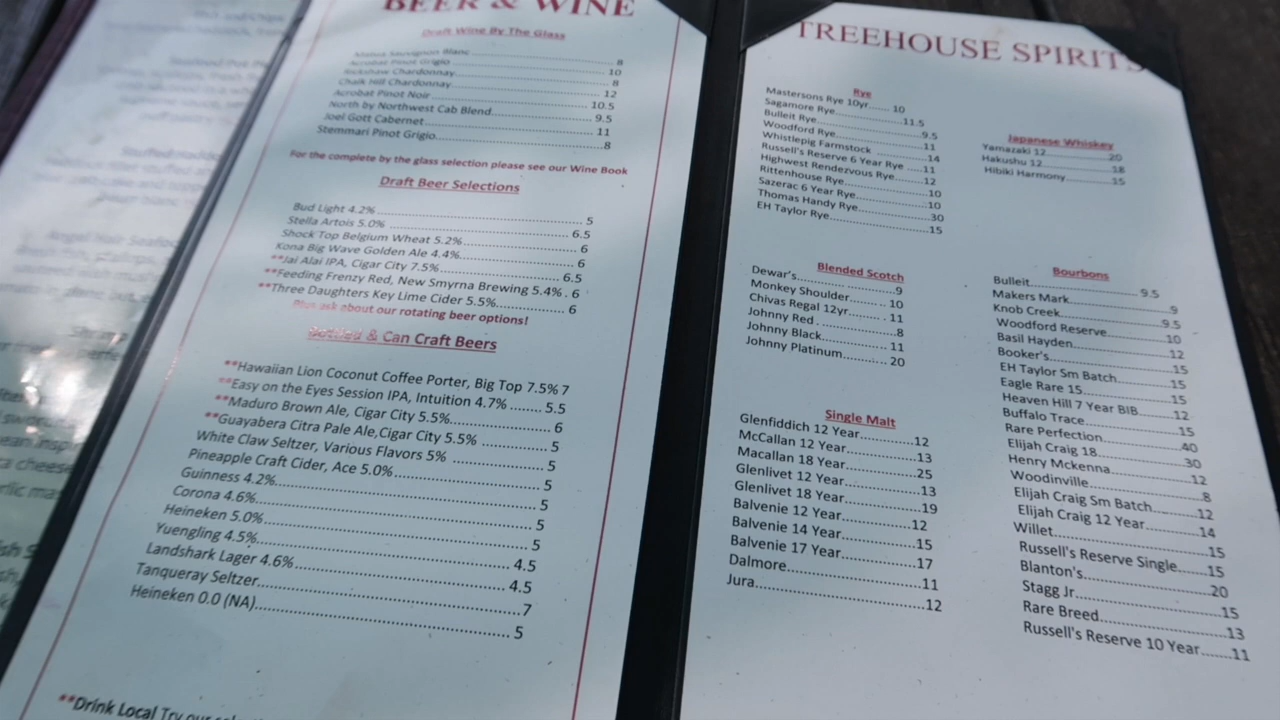 BEER & WINE
Draft Wine By The Glass
Sauvignon Blanc
Acrobat Pinot Grigio 8
Rickshaw Chardonnay 10
Chalk Hill Chardonnay 8
Acrobat Pinot Noir 12
North by Northwest Cab Blend 10.5
Joel Gott Cabernet 9.5
11
Stemmari Pinot Grigio 8
For the complete by the glass selection please see our Wine Book
Draft Beer Selections
Bud Light 4.2% 5
Stella Artois 5.0% 6.5
Shock Top Belgium Wheat 5.2% 6
Kona Big Wave Golden Ale 4.4% 6
**Jai Alai IPA, Cigar City 7.5% 6.5
**Feeding Frenzy Red, New Smyrna Brewing 5.4% . 6
**Three Daughters Key Lime Cider 5.5% 6
Plus ask about our rotating beer options!
Bottled & Can Craft Beers
**Hawaiian Lion Coconut Coffee Porter, Big Top 7.5% 7
**Easy on the Eyes Session IPA, Intuition 4.7% ........ 5.5
**Maduro Brown Ale, Cigar City 5.5% 6
**Guayabera Citra Pale Ale,Cigar City 5.5% 5
White Claw Seltzer, Various Flavors 5% 5
Pineapple Craft Cider, Ace 5.0% 5
Guinness 4.2% 5
Corona 4.6% 5
Heineken 5.0% 5
Yuengling 4.5% 4.5
Landshark Lager 4.6% 4.5
Tanqueray Seltzer 7
Heineken 0.0 (NA) 5
**Drink Local Try our
TREEHOUSE SPIRITS
Rye
Mastersons Rye 10yr....... 10
Sagamore Rye 11.5
Bulleit Rye 9.5
Woodford Rye 11
Whistlepig Farmstock 14
Russell's Reserve 6 Year Rye ..... 11
Highwest Rendezvous Rye 12
Rittenhouse Rye 10
Sazerac 6 Year Rye 10
Thomas Handy Rye 30
EH Taylor Rye 15
Japanese Whiskey
Yamazaki 12 20
Hakushu 12 18
Hibiki Harmony 15
Blended Scotch
Dewar's 9
Monkey Shoulder 10
Chivas Regal 12yr 11
Johnny Red 8
Johnny Black 11
Johnny Platinum 20
Single Malt
Glenfiddich 12 Year 12
McCallan 12 Year 13
Macallan 18 Year 25
Glenlivet 12 Year 13
Glenlivet 18 Year 19
Balvenie 12 Year 12
Balvenie 14 Year 15
Balvenie 17 Year 17
Dalmore 11
Jura 12
Bourbons
Bulleit 9.5
Makers Mark 9
Knob Creek 9.5
Woodford Reserve 10
Basil Hayden 12
Booker's 15
EH Taylor Sm Batch 15
Eagle Rare 15 15
Heaven Hill 7 Year BIB 12
Buffalo Trace 15
Rare Perfection 40
Elijah Craig 18 30
Henry Mckenna 12
Woodinville 8
Elijah Craig Sm Batch 12
Elijah Craig 12 Year 14
Willet 15
Russell's Reserve Single 15
Blanton's 20
Stagg Jr 15
Rare Breed 13
Russell's Reserve 10 Year 11